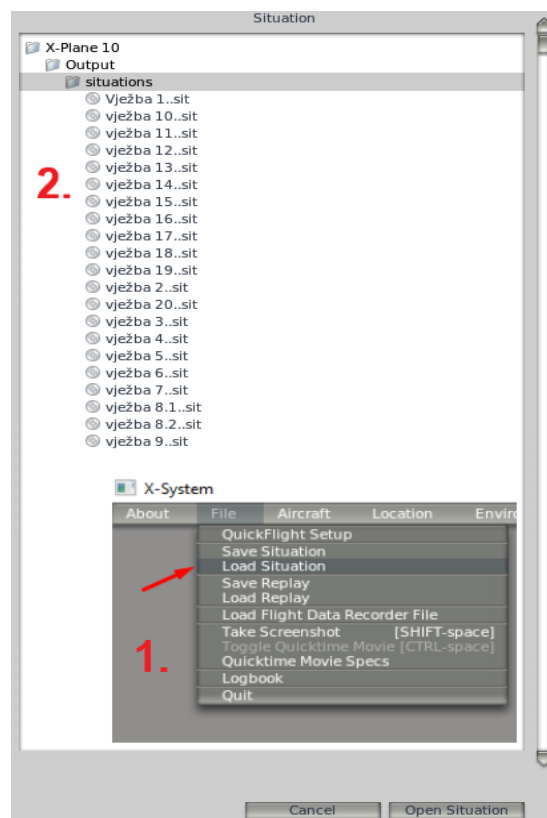 Situation
X-Plane 10
Output
situations
Vježba 1..sit
vježba 10..sit
vježba 11..sit
vježba 12..sit
vježba 13..sit
2.
vježba 14..sit
vježba 15..sit
vježba 16..sit
vježba 17..sit
vježba 18..sit
vježba 19..sit
vježba 2..sit
vježba 20..sit
vježba 3..sit
vježba 4..sit
vježba 5..sit
vježba 6..sit
vježba 7..sit
vježba 8.1..sit
vježba 8.2..sit
vježba 9..sit
X-System
About File Aircraft Location Enviro
QuickFlight Setup
Save Situation
Load Situation
Save Replay
Load Replay
Load Flight Data Recorder File
Take Screenshot [SHIFT-space]
Toggle Quicktime Movie [CTRL-space]
1.
Quicktime Movie Specs
Logbook
Quit
Cancel Open Situation